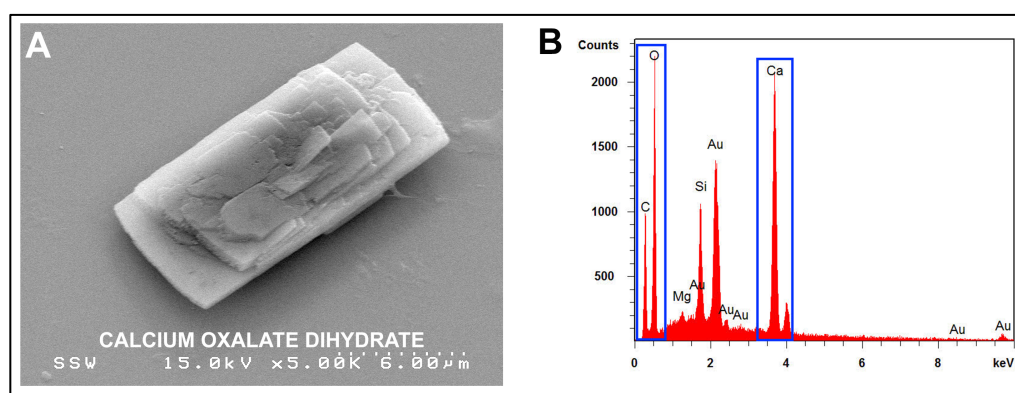 A
CALCIUM OXALATE DIHYDRATE
SSW 15.0kV x5.00K 6.00µm
B
Counts
2000
1500
1000
500
O
Ca
Au
Si
C
Au
Mg
Au
Au
Au
Au
0 2 4 6 8 keV